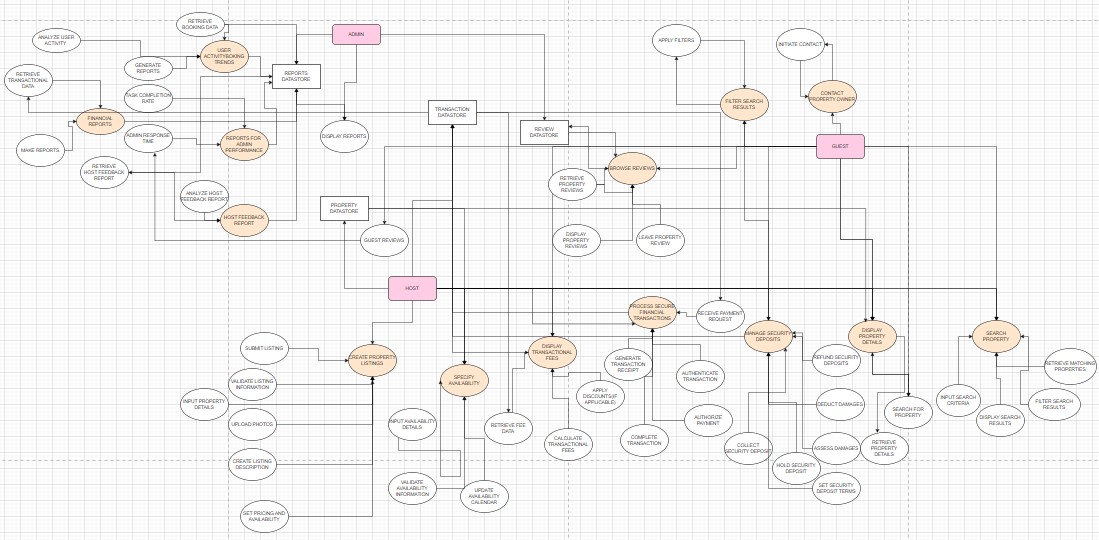 RETRIEVE
BOOKING DATA
ANALYZE USER
ACTIVITY
USER
ACTIVITYBOKING
TRENDS
GENERATE
REPORTS
RETRIEVE
TRANSACTIONAL
DATA
TASK COMPLETION
RATE
FINANCIAL
REPORTS
ADMIN RESPONSE
TIME
REPORTS FOR
ADMIN
PERFORMANCE
MAKE REPORTS
RETRIEVE
HOST FEEDBACK
REPORT
ANALYZE HOST
FEEDBACK REPORT
HOST FEEDBACK
REPORT
REPORTS
DATASTORE
ADMIN
DISPLAY REPORTS
TRANSACTION
DATASTORE
REVIEW
DATASTORE
PROPERTY
DATASTORE
GUEST REVIEWS
RETRIEVE
PROPERTY
REVIEWS
BROWSE REVIEWS
DISPLAY
PROPERTY
REVIEWS
LEAVE PROPERTY
REVIEW
APPLY FILTERS
FILTER SEARCH
RESULTS
INITIATE CONTACT
CONTACT
PROPERTY OWNER
GUEST
HOST
SUBMIT LISTING
CREATE PROPERTY
LISTINGS
VALIDATE LISTING
INFORMATION
INPUT PROPERTY
DETAILS
UPLOAD PHOTOS
CREATE LISTING
DESCRIPTION
SET PRICING AND
AVAILABILITY
SPECIFY
AVAILABILITY
INPUT AVAILABILITY
DETAILS
VALIDATE
AVAILABILITY
INFORMATION
UPDATE
AVAILABILITY
CALENDAR
DISPLAY
TRANSACTIONAL
FEES
RETRIEVE FEE
DATA
CALCULATE
TRANSACTIONAL
FEES
APPLY
DISCOUNTS(IF
APPLICABLE)
PROCESS SECURE
FINANCIAL
TRANSACTIONS
RECEIVE PAYMENT
REQUEST
GENERATE
TRANSACTION
RECEIPT
AUTHENTICATE
TRANSACTION
AUTHORIZE
PAYMENT
COMPLETE
TRANSACTION
MANAGE SECURITY
DEPOSITS
REFUND SECURITY
DEPOSITS
DEDUCT DAMAGES
ASSESS DAMAGES
COLLECT
SECURITY DEPOSIT
HOLD SECURITY
DEPOSIT
SET SECURITY
DEPOSIT TERMS
DISPLAY
PROPERTY
DETAILS
SEARCH FOR
PROPERTY
RETRIEVE
PROPERTY
DETAILS
SEARCH
PROPERTY
RETRIEVE MATCHING
PROPERTIES
INPUT SEARCH
CRITERIA
FILTER SEARCH
RESULTS
DISPLAY SEARCH
RESULTS